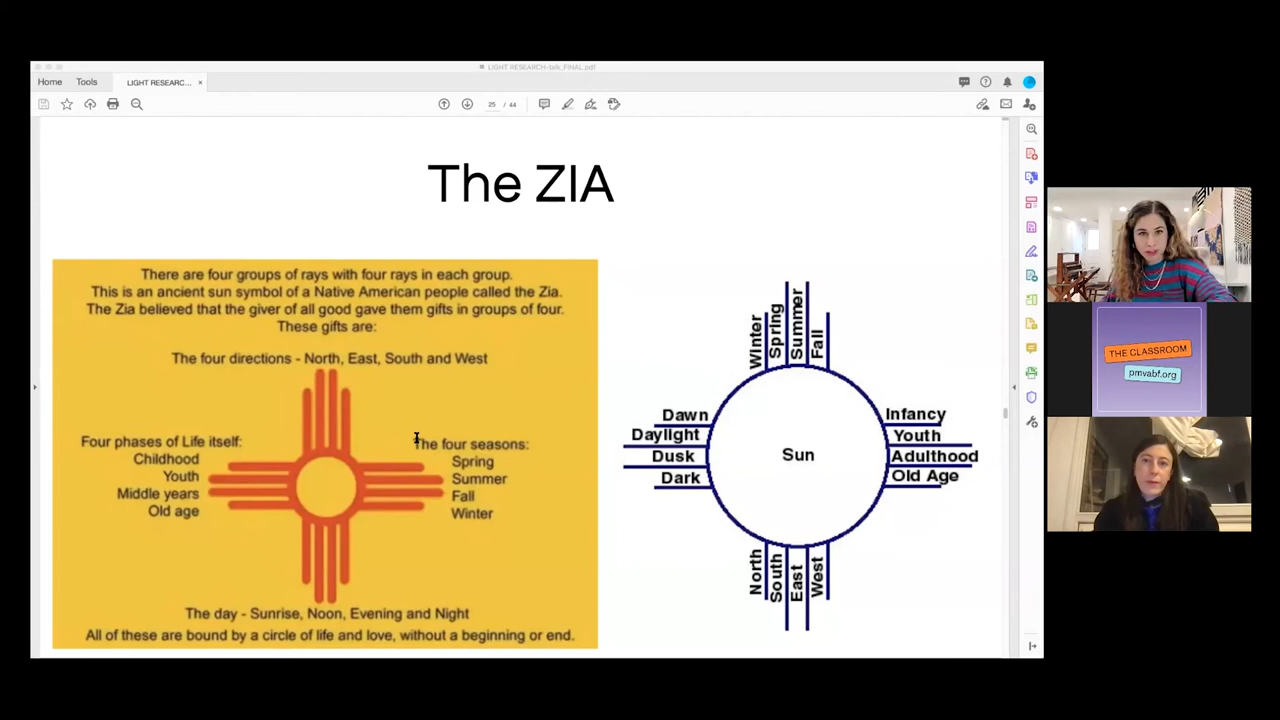 LIGHT RESEARCH-talk_FINAL.pdf
Home
Tools
LIGHT RESEARC... ×
25 / 44
The ZIA
There are four groups of rays with four rays in each group.
This is an ancient sun symbol of a Native American people called the Zia.
The Zia believed that the giver of all good gave them gifts in groups of four.
These gifts are:
The four directions - North, East, South and West
Four phases of Life itself:
Childhood
Youth
Middle years
Old age
The four seasons:
Spring
Summer
Fall
Winter
The day - Sunrise, Noon, Evening and Night
All of these are bound by a circle of life and love, without a beginning or end.
Winter
Spring
Summer
Fall
Dawn
Daylight
Dusk
Dark
Sun
Infancy
Youth
Adulthood
Old Age
North
South
East
West
THE CLASSROOM
pmvabf.org